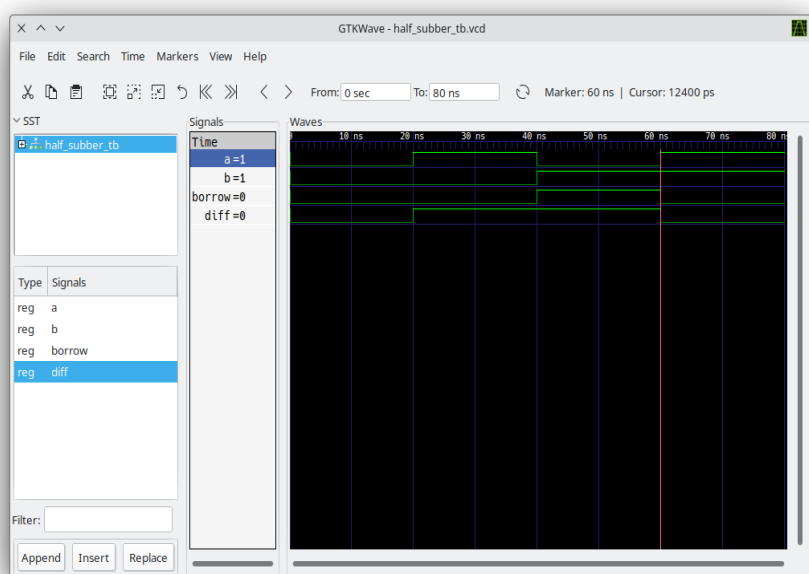 GTKWave - half_subber_tb.vcd
File Edit Search Time Markers View Help
From: 0 sec To: 80 ns Marker: 60 ns | Cursor: 12400 ps
SST
half_subber_tb
Type Signals
reg a
reg b
reg borrow
reg diff
Filter:
Append Insert Replace
Signals
Time
a=1
b=1
borrow=0
diff=0
Waves
10 ns 20 ns 30 ns 40 ns 50 ns 60 ns 70 ns 80 ns